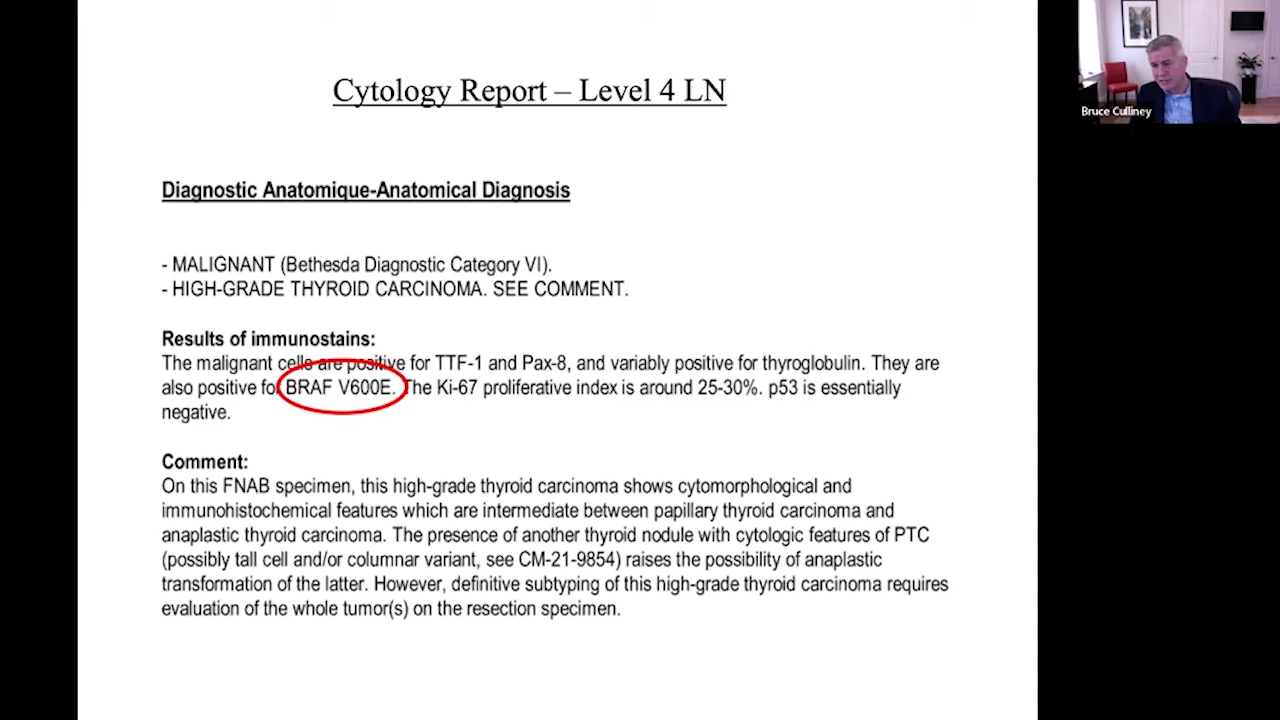 Cytology Report – Level 4 LN
Bruce Culliney
Diagnostic Anatomique-Anatomical Diagnosis
- MALIGNANT (Bethesda Diagnostic Category VI).
- HIGH-GRADE THYROID CARCINOMA. SEE COMMENT.
Results of immunostains:
The malignant cells are positive for TTF-1 and Pax-8, and variably positive for thyroglobulin. They are
also positive for BRAF V600E. The Ki-67 proliferative index is around 25-30%. p53 is essentially
negative.
Comment:
On this FNAB specimen, this high-grade thyroid carcinoma shows cytomorphological and
immunohistochemical features which are intermediate between papillary thyroid carcinoma and
anaplastic thyroid carcinoma. The presence of another thyroid nodule with cytologic features of PTC
(possibly tall cell and/or columnar variant, see CM-21-9854) raises the possibility of anaplastic
transformation of the latter. However, definitive subtyping of this high-grade thyroid carcinoma requires
evaluation of the whole tumor(s) on the resection specimen.